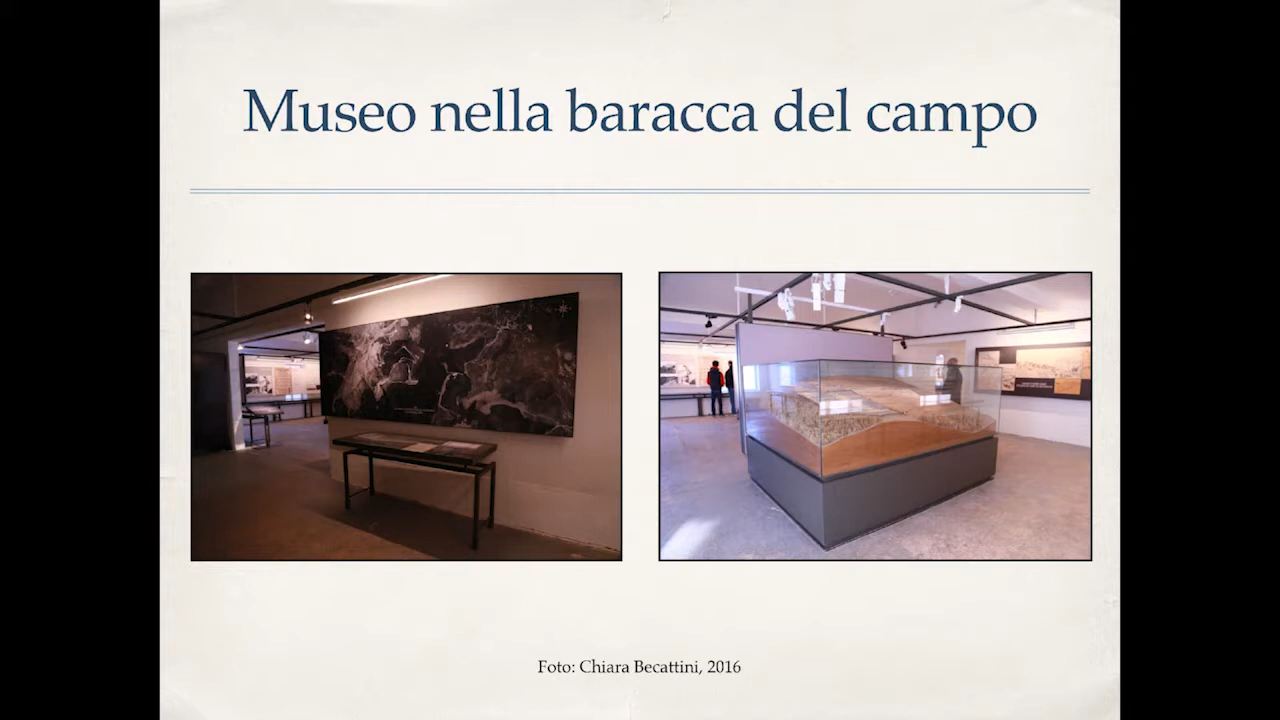 Museo nella baracca del campo
Foto: Chiara Becattini, 2016